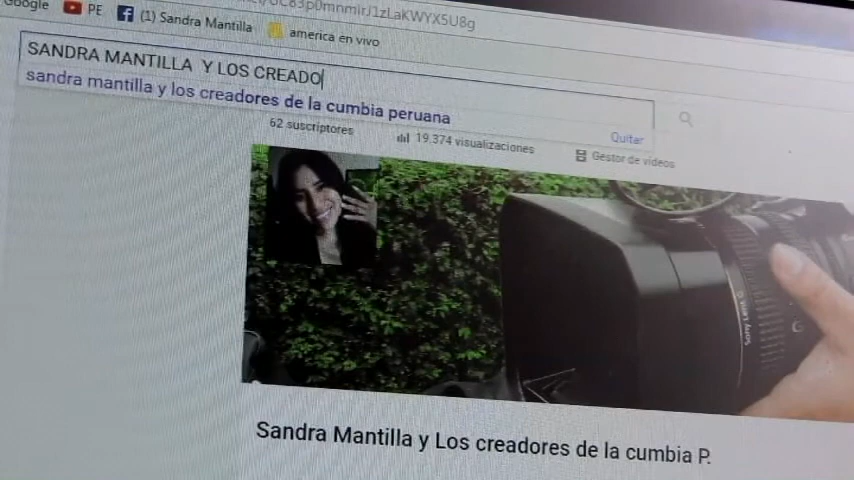 Google PE (1) Sandra Mantilla america en vivo
SANDRA MANTILLA Y LOS CREADO
sandra mantilla y los creadores de la cumbia peruana
Quitar
62 suscriptores 19.374 visualizaciones Gestor de vídeos
Sandra Mantilla y Los creadores de la cumbia P.